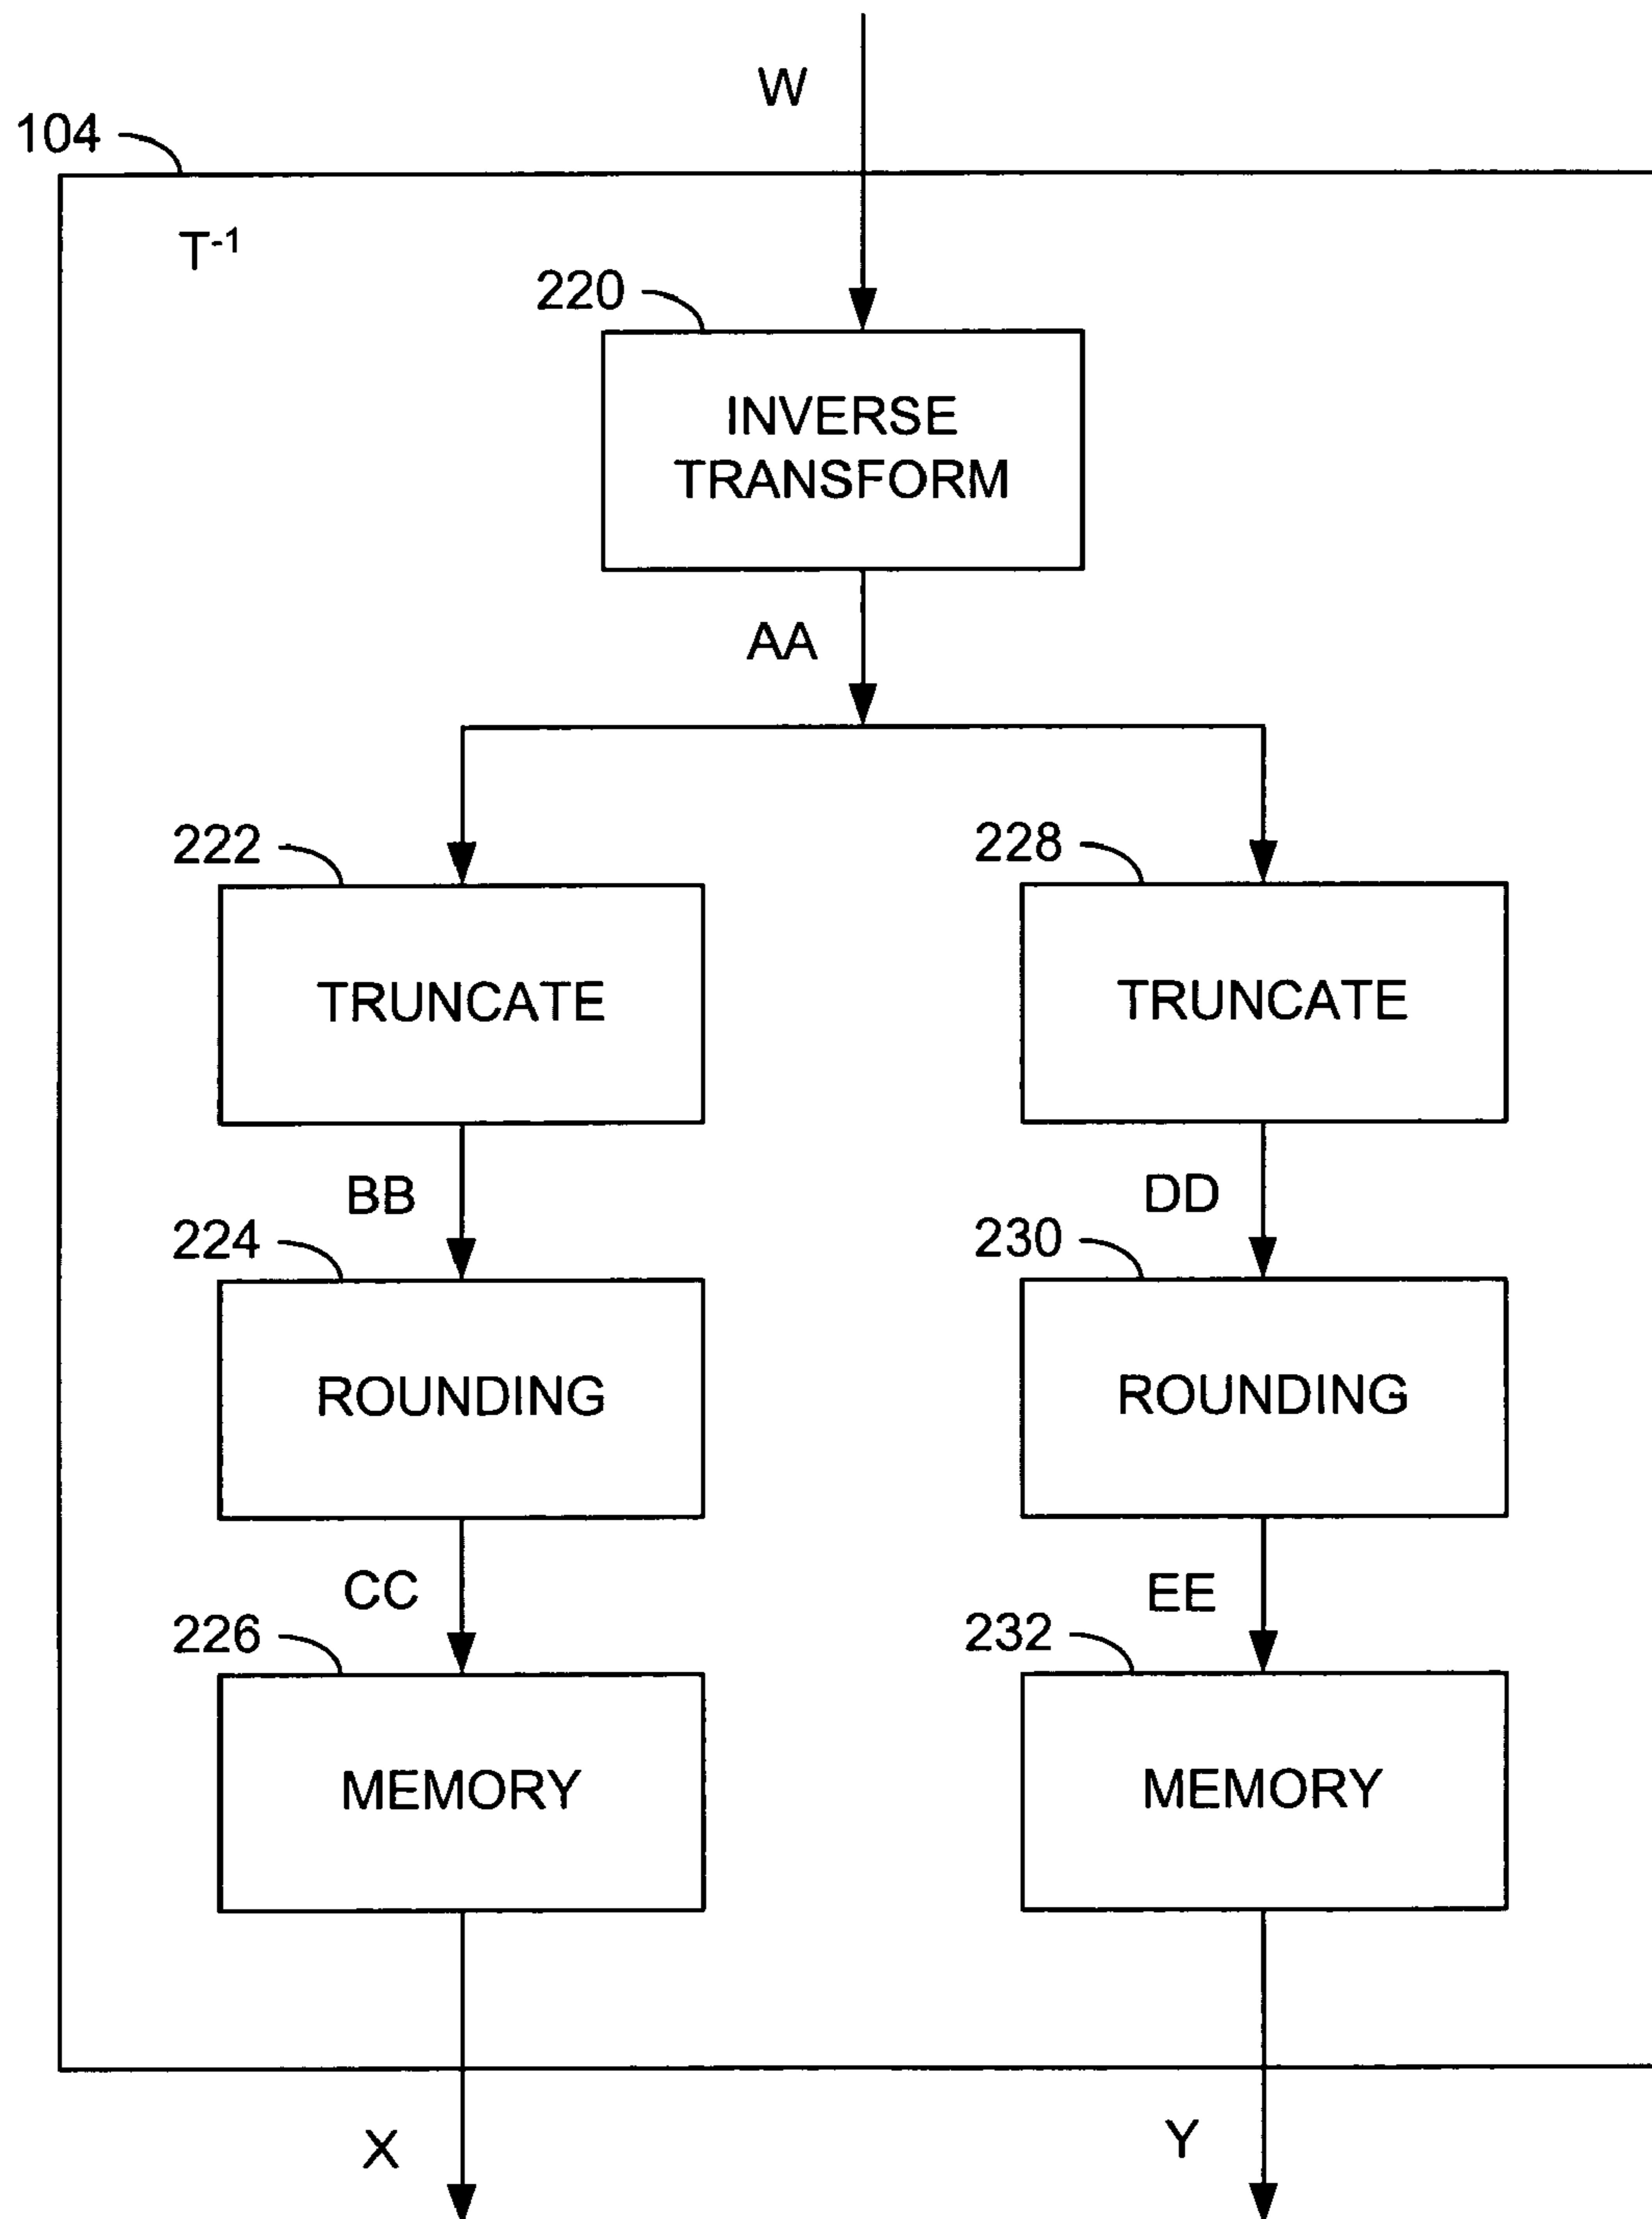 W
104
T-1
220
INVERSE
TRANSFORM
AA
222
228
TRUNCATE
TRUNCATE
BB
DD
224
230
ROUNDING
ROUNDING
CC
EE
226
232
MEMORY
MEMORY
X
Y